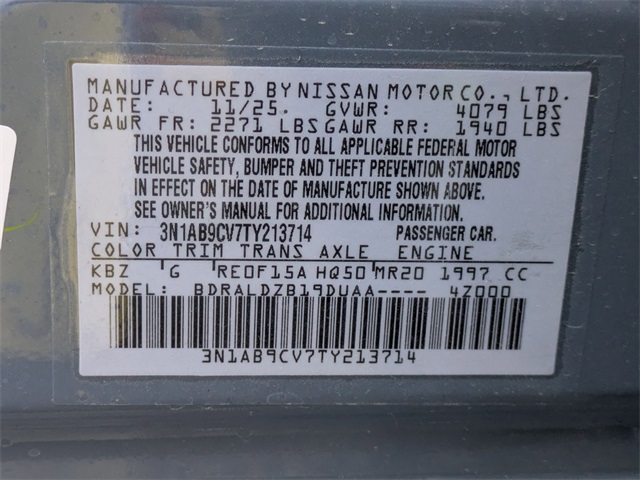 MANUFACTURED BY NISSAN MOTOR CO., LTD.
DATE: 11/25. GVWR: 4079 LBS
GAWR FR: 2271 LBS GAWR RR: 1940 LBS
THIS VEHICLE CONFORMS TO ALL APPLICABLE FEDERAL MOTOR
VEHICLE SAFETY, BUMPER AND THEFT PREVENTION STANDARDS
IN EFFECT ON THE DATE OF MANUFACTURE SHOWN ABOVE.
SEE OWNER'S MANUAL FOR ADDITIONAL INFORMATION.
VIN: 3N1AB9CV7TY213714 PASSENGER CAR.
COLOR TRIM TRANS AXLE ENGINE
KBZ G RE0F15A HQ50 MR20 1997 CC
MODEL: BDRALDZB19DUAA---- 4Z000
3N1AB9CV7TY213714